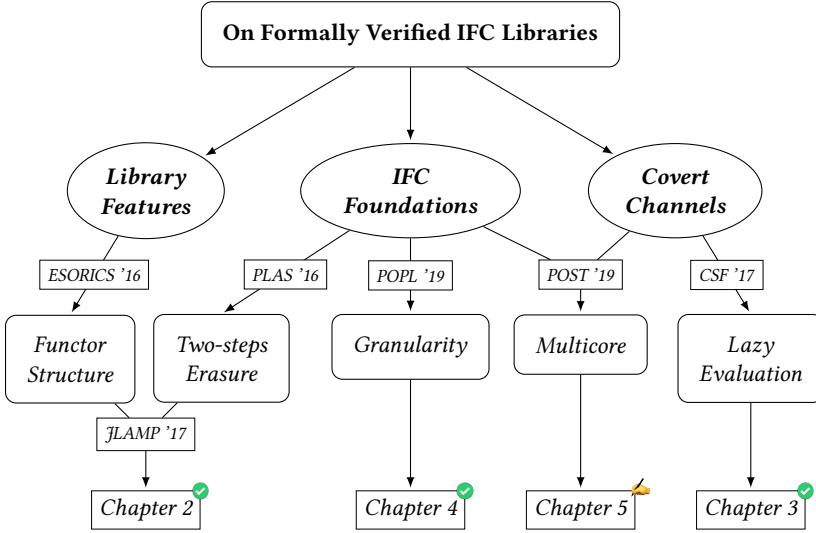 On Formally Verified IFC Libraries
Library
Features
IFC
Foundations
Covert
Channels
ESORICS ’16
PLAS ’16
POPL ’19
POST ’19
CSF ’17
Functor
Structure
Two-steps
Erasure
Granularity
Multicore
Lazy
Evaluation
JLAMP ’17
Chapter 2
Chapter 4
Chapter 5
Chapter 3